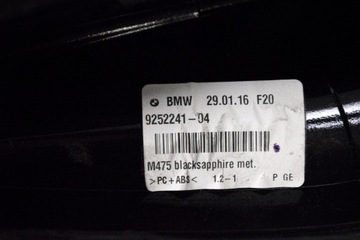 BMW 29.01.16 F20
9252241-04
M475 blacksapphire met.
>PC+ABS< 1.2-1 P GE